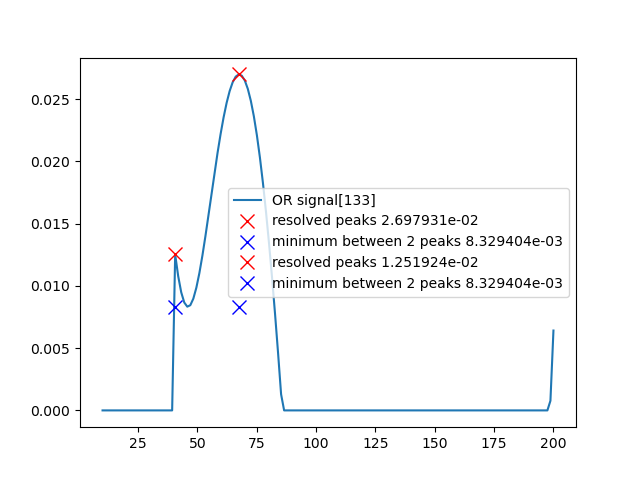 0.025
0.020
0.015
0.010
0.005
0.000
OR signal[133]
resolved peaks 2.697931e-02
minimum between 2 peaks 8.329404e-03
resolved peaks 1.251924e-02
minimum between 2 peaks 8.329404e-03
25 50 75 100 125 150 175 200